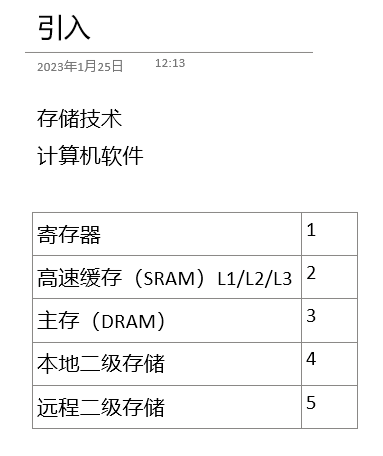 引入
2023年1月25日 12:13
存储技术
计算机软件
寄存器 1
高速缓存（SRAM）L1/L2/L3 2
主存（DRAM） 3
本地二级存储 4
远程二级存储 5